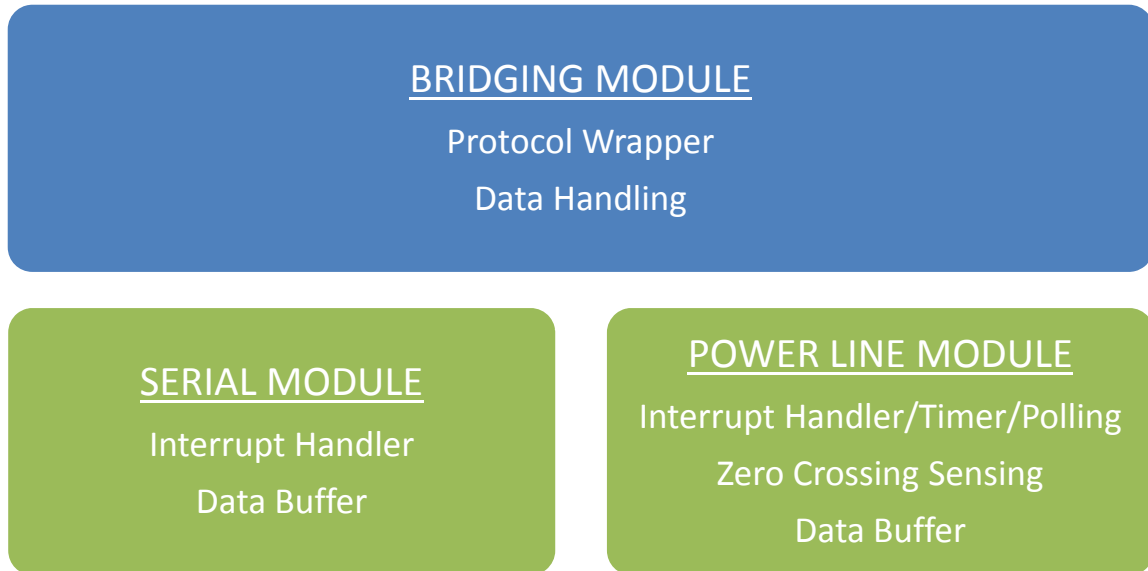 BRIDGING MODULE
Protocol Wrapper
Data Handling
SERIAL MODULE
Interrupt Handler
Data Buffer
POWER LINE MODULE
Interrupt Handler/Timer/Polling
Zero Crossing Sensing
Data Buffer